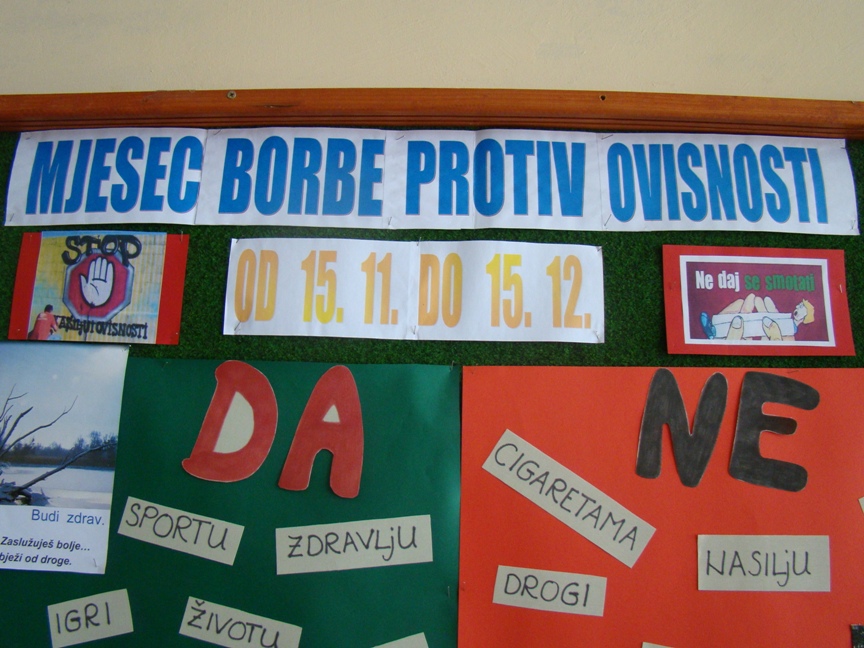 MJESEC BORBE PROTIV OVISNOSTI
OD 15. 11. DO 15. 12.
STOP
OVISNOSTI
Ne daj se smotati
Budi zdrav.
Zaslužuješ bolje...
bježi od droge.
DA
SPORTU
ZDRAVLjU
IGRI
ŽIVOTU
NE
CIGARETAMA
NASILjU
DROGI